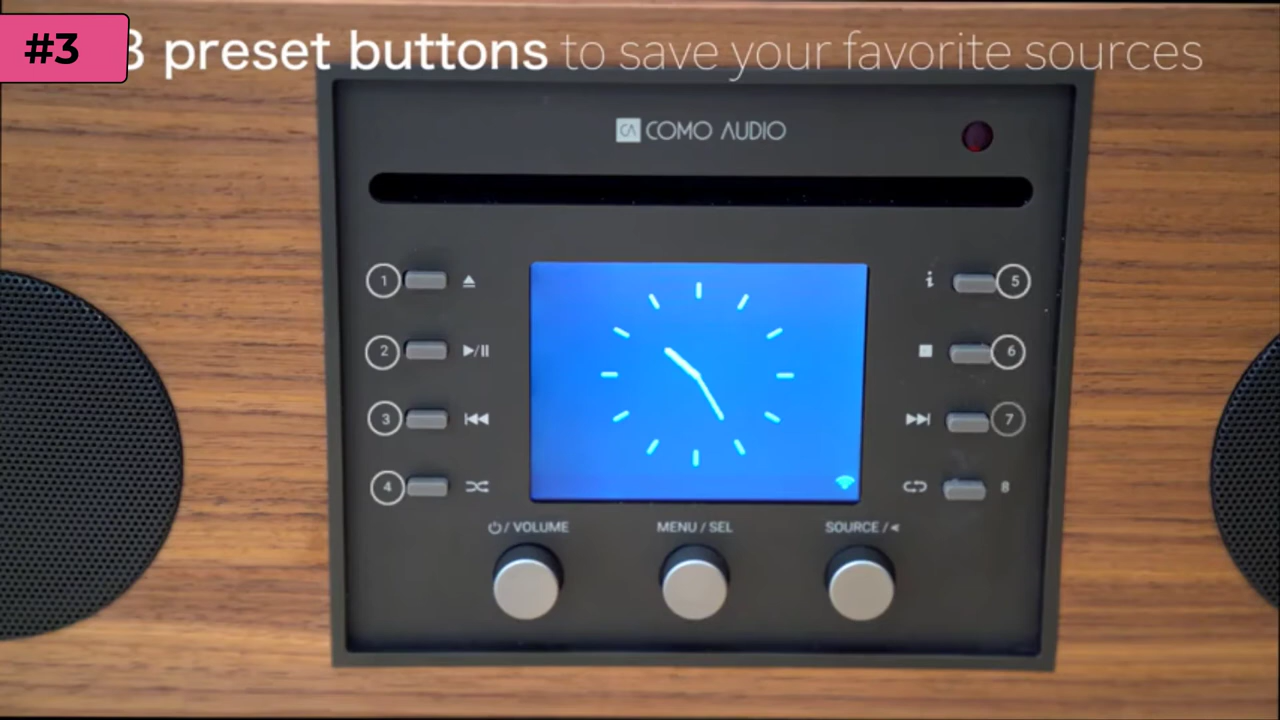 #3
8 preset buttons to save your favorite sources
CA COMO AUDIO
1
i 5
2
6
3
7
4
8
/ VOLUME
MENU / SEL
SOURCE /